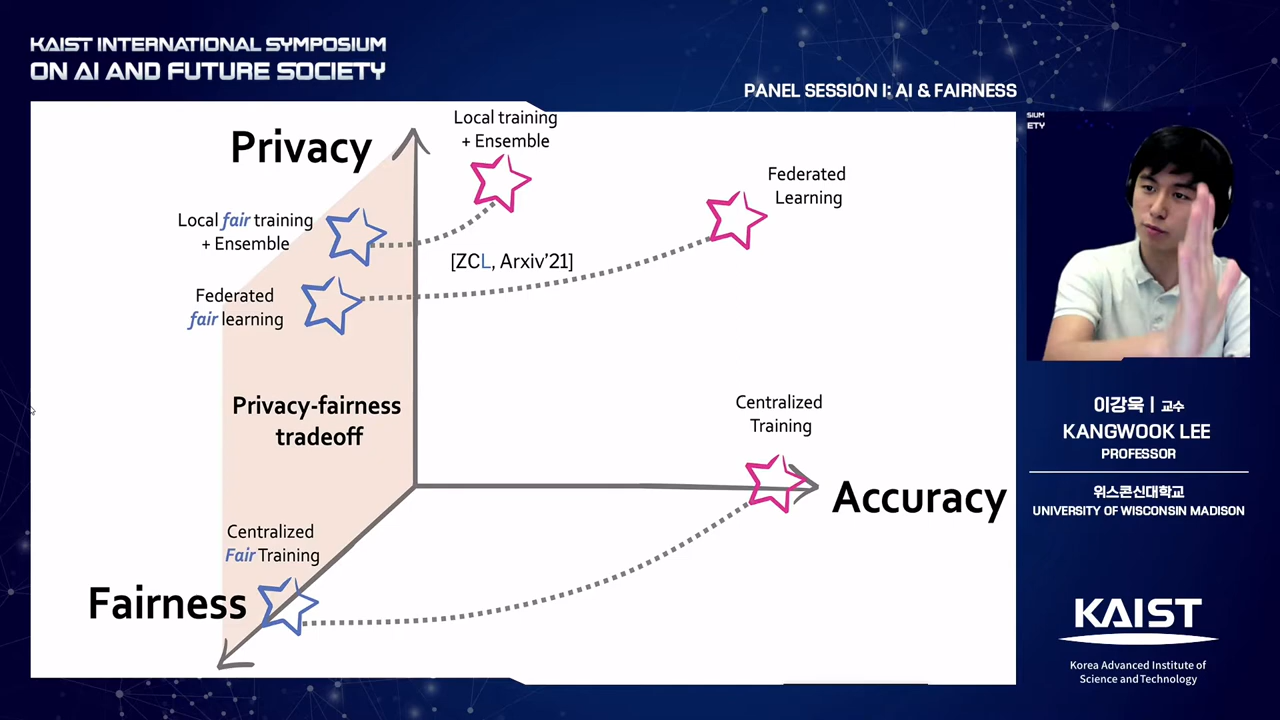 KAIST INTERNATIONAL SYMPOSIUM
ON AI AND FUTURE SOCIETY
PANEL SESSION I: AI & FAIRNESS
SIUM
ETY
Privacy
Local training
+ Ensemble
Federated
Learning
Local fair training
+ Ensemble
[ZCL, Arxiv'21]
Federated
fair learning
Privacy-fairness
tradeoff
Centralized
Training
Accuracy
Centralized
Fair Training
Fairness
이강욱 | 교수
KANGWOOK LEE
PROFESSOR
위스콘신대학교
UNIVERSITY OF WISCONSIN MADISON
KAIST
Korea Advanced Institute of
Science and Technology